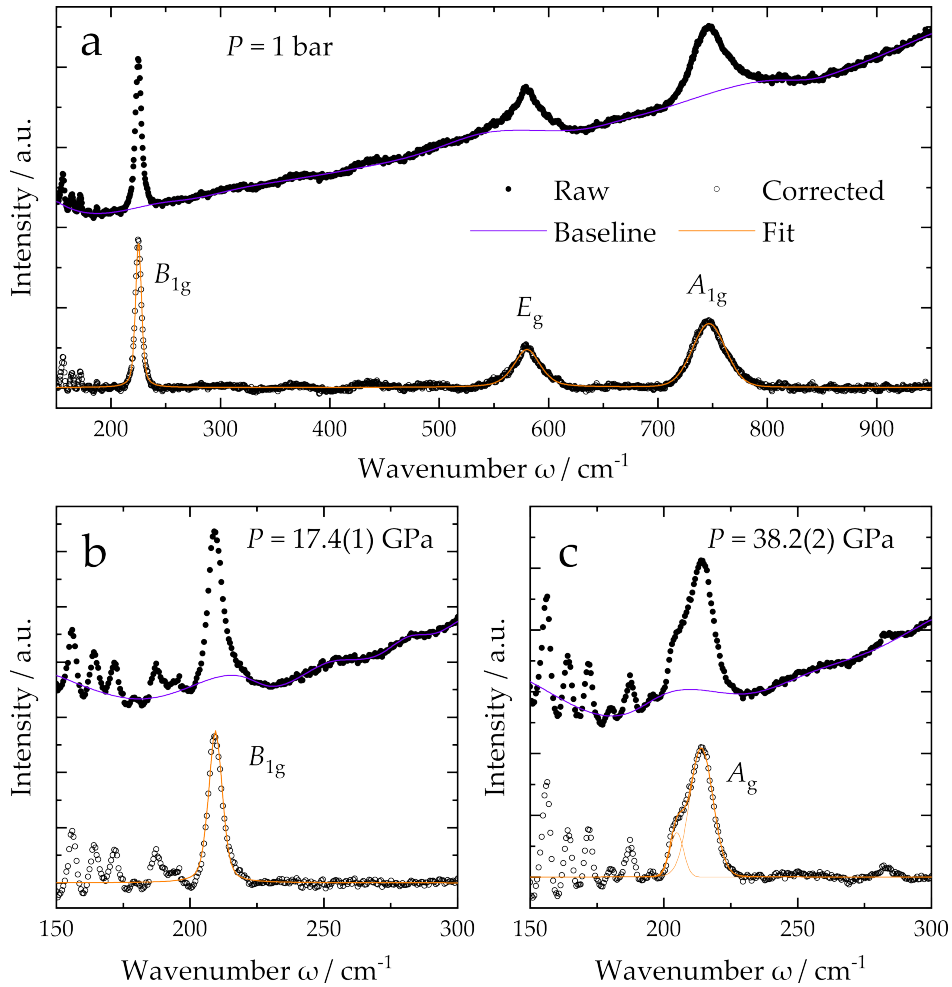 a
P = 1 bar
Raw
Corrected
Baseline
Fit
B1g
Eg
A1g
Intensity / a.u.
200 300 400 500 600 700 800 900
Wavenumber ω / cm-1
b
P = 17.4(1) GPa
B1g
Intensity / a.u.
150 200 250 300
Wavenumber ω / cm-1
c
P = 38.2(2) GPa
Ag
Intensity / a.u.
150 200 250 300
Wavenumber ω / cm-1